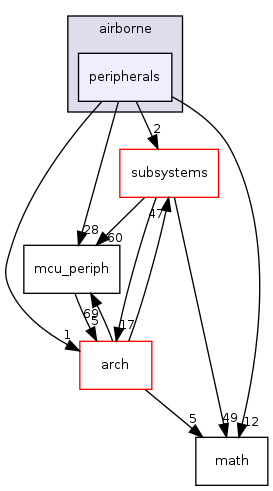 airborne
peripherals
2
subsystems
47
28
60
mcu_periph
69
5
17
1
arch
5
49
12
math